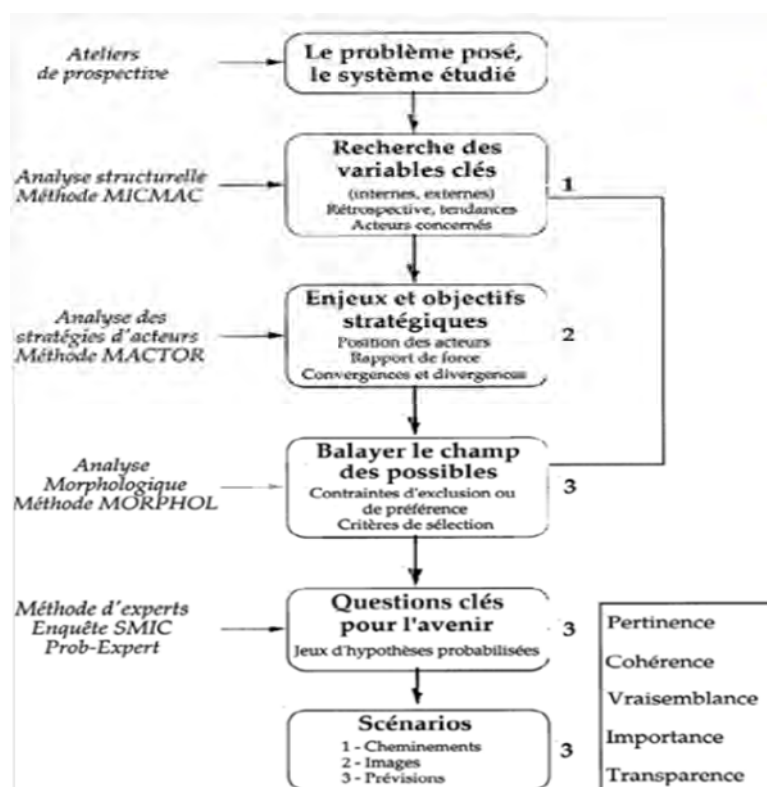 Ateliers
de prospective
Le problème posé,
le système étudié
Analyse structurelle
Méthode MICMAC
Recherche des
variables clés
(internes, externes)
Rétrospective, tendances
Acteurs concernés
1
Analyse des
stratégies d'acteurs
Méthode MACTOR
Enjeux et objectifs
stratégiques
Position des acteurs
Rapport de force
Convergences et divergences
2
Analyse
Morphologique
Méthode MORPHOL
Balayer le champ
des possibles
Contraintes d'exclusion ou
de préférence
Critères de sélection
3
Méthode d'experts
Enquête SMIC
Prob-Expert
Questions clés
pour l'avenir
Jeux d'hypothèses probabilisées
3
Scénarios
1 - Cheminements
2 - Images
3 - Prévisions
3
Pertinence
Cohérence
Vraisemblance
Importance
Transparence